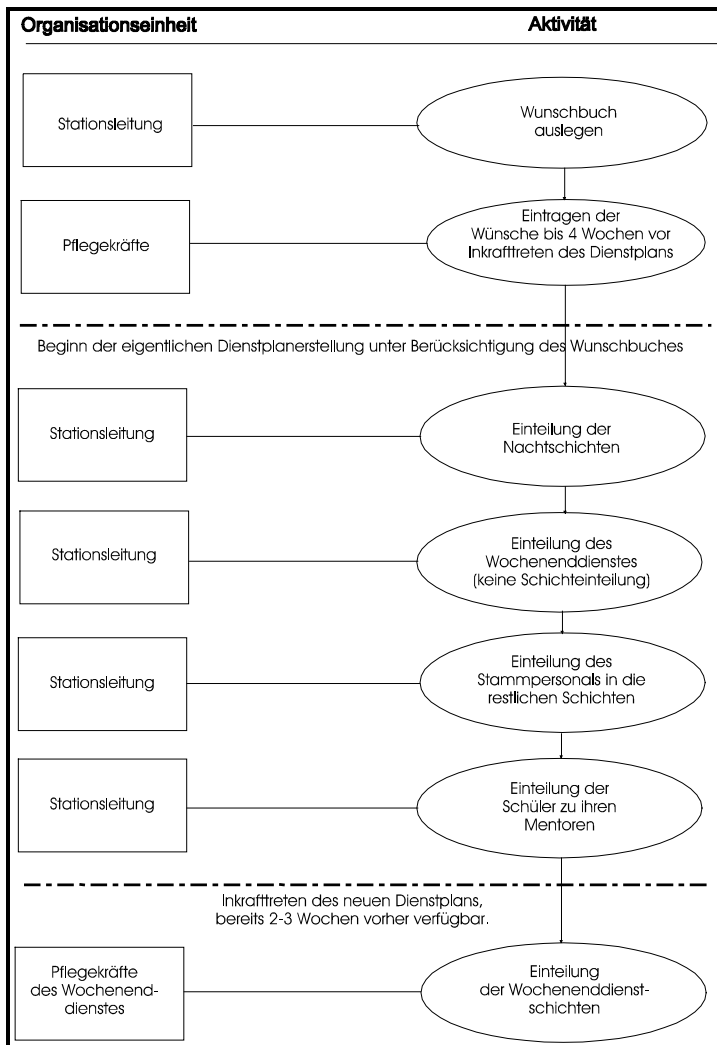 Organisationseinheit Aktivität
Stationsleitung
Wunschbuch
auslegen
Pflegekräfte
Eintragen der
Wünsche bis 4 Wochen vor
Inkrafttreten des Dienstplans
Beginn der eigentlichen Dienstplanerstellung unter Berücksichtigung des Wunschbuches
Stationsleitung
Einteilung der
Nachtschichten
Stationsleitung
Einteilung des
Wochenenddienstes
(keine Schichteinteilung)
Stationsleitung
Einteilung des
Stammpersonals in die
restlichen Schichten
Stationsleitung
Einteilung der
Schüler zu ihren
Mentoren
Inkrafttreten des neuen Dienstplans,
bereits 2-3 Wochen vorher verfügbar.
Pflegekräfte
des Wochenend-
dienstes
Einteilung
der Wochenenddienst-
schichten